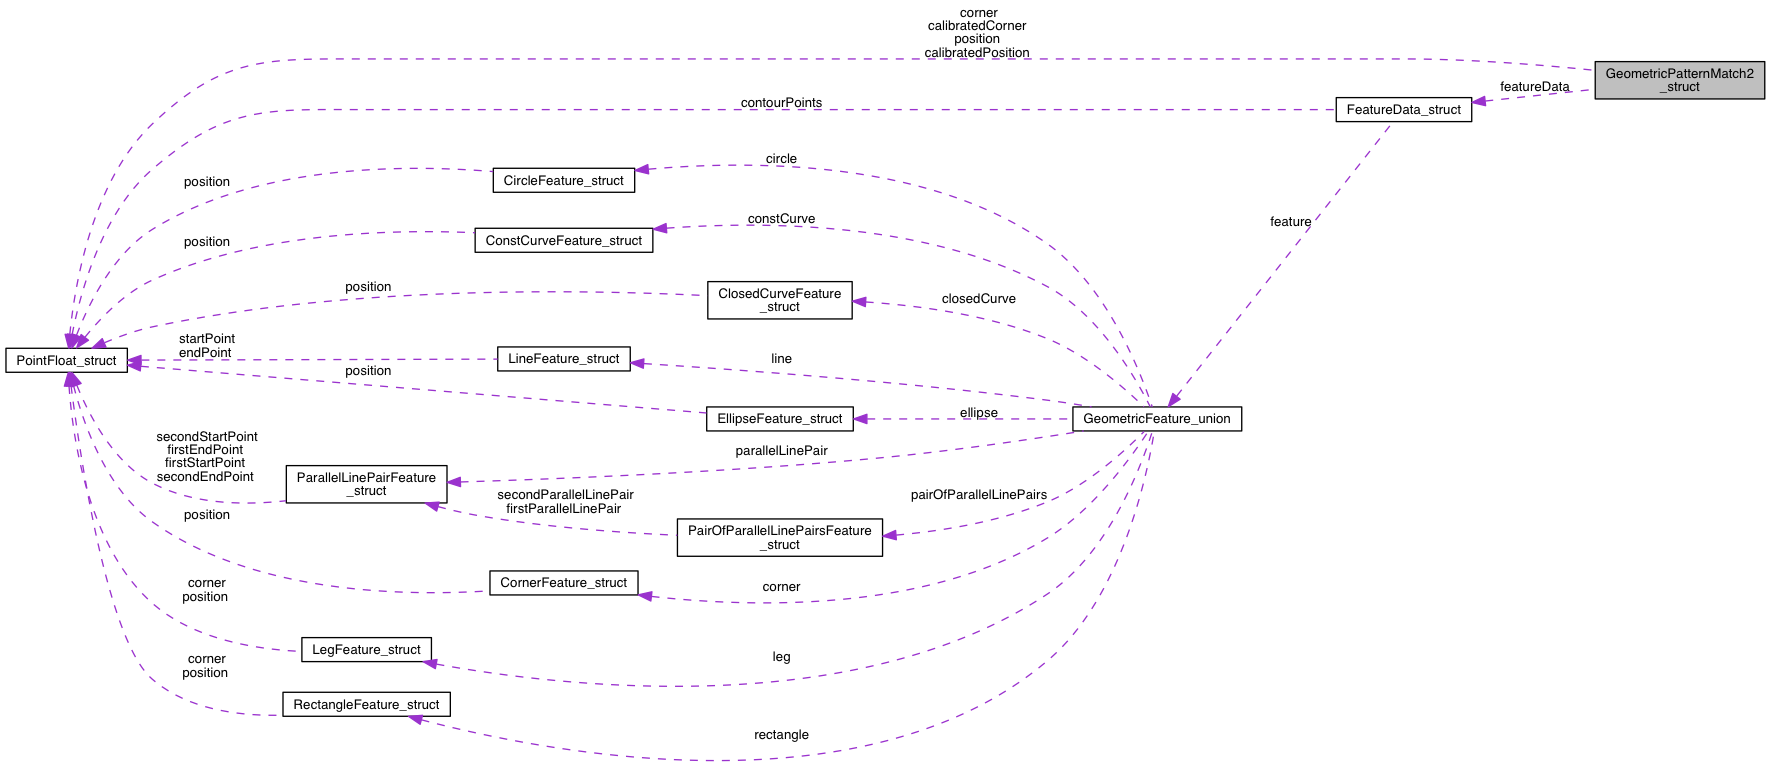 corner
calibratedCorner
position
calibratedPosition
GeometricPatternMatch2
_struct
featureData
contourPoints
FeatureData_struct
circle
position
CircleFeature_struct
constCurve
feature
position
ConstCurveFeature_struct
position
ClosedCurveFeature
_struct
closedCurve
startPoint
endPoint
PointFloat_struct
LineFeature_struct
line
position
EllipseFeature_struct
ellipse
GeometricFeature_union
secondStartPoint
firstEndPoint
firstStartPoint
secondEndPoint
parallelLinePair
ParallelLinePairFeature
_struct
secondParallelLinePair
firstParallelLinePair
pairOfParallelLinePairs
position
PairOfParallelLinePairsFeature
_struct
corner
position
CornerFeature_struct
corner
LegFeature_struct
leg
corner
position
RectangleFeature_struct
rectangle